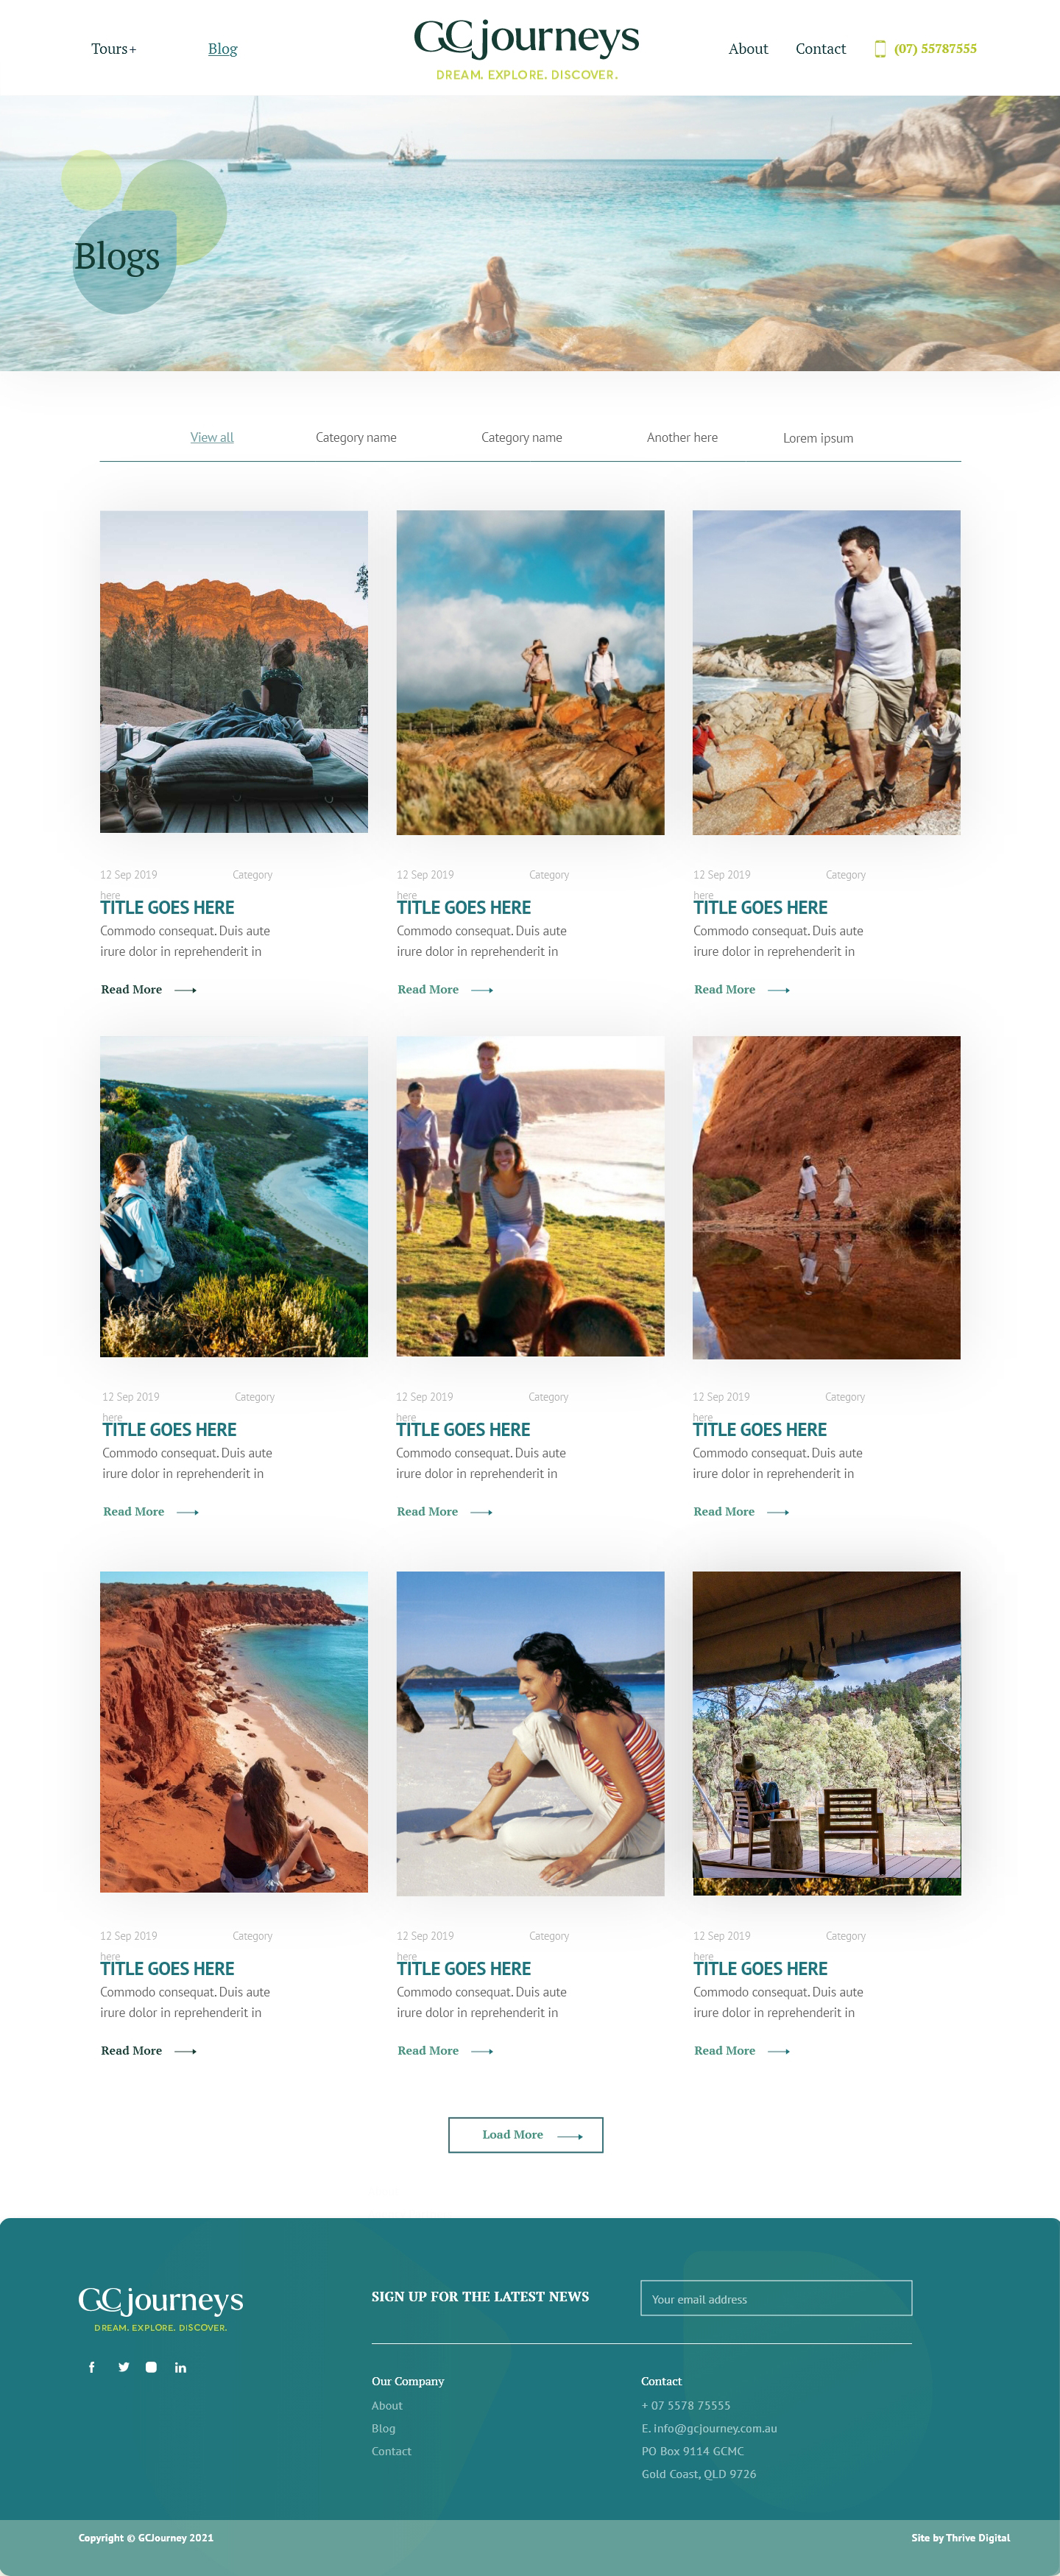 Tours+
Blog
GCjourneys
DREAM. EXPLORE. DISCOVER.
About
Contact
(07) 55787555
Blogs
View all
Category name
Category name
Another here
Lorem ipsum
12 Sep 2019 Category
here
TITLE GOES HERE
Commodo consequat. Duis aute
irure dolor in reprehenderit in
Read More
12 Sep 2019 Category
here
TITLE GOES HERE
Commodo consequat. Duis aute
irure dolor in reprehenderit in
Read More
12 Sep 2019 Category
here
TITLE GOES HERE
Commodo consequat. Duis aute
irure dolor in reprehenderit in
Read More
12 Sep 2019 Category
here
TITLE GOES HERE
Commodo consequat. Duis aute
irure dolor in reprehenderit in
Read More
12 Sep 2019 Category
here
TITLE GOES HERE
Commodo consequat. Duis aute
irure dolor in reprehenderit in
Read More
12 Sep 2019 Category
here
TITLE GOES HERE
Commodo consequat. Duis aute
irure dolor in reprehenderit in
Read More
12 Sep 2019 Category
here
TITLE GOES HERE
Commodo consequat. Duis aute
irure dolor in reprehenderit in
Read More
12 Sep 2019 Category
here
TITLE GOES HERE
Commodo consequat. Duis aute
irure dolor in reprehenderit in
Read More
12 Sep 2019 Category
here
TITLE GOES HERE
Commodo consequat. Duis aute
irure dolor in reprehenderit in
Read More
Load More
GCjourneys
DREAM. EXPLORE. DISCOVER.
SIGN UP FOR THE LATEST NEWS
Your email address
Our Company
About
Blog
Contact
Contact
+ 07 5578 75555
E. info@gcjourney.com.au
PO Box 9114 GCMC
Gold Coast, QLD 9726
Copyright © GCJourney 2021
Site by Thrive Digital